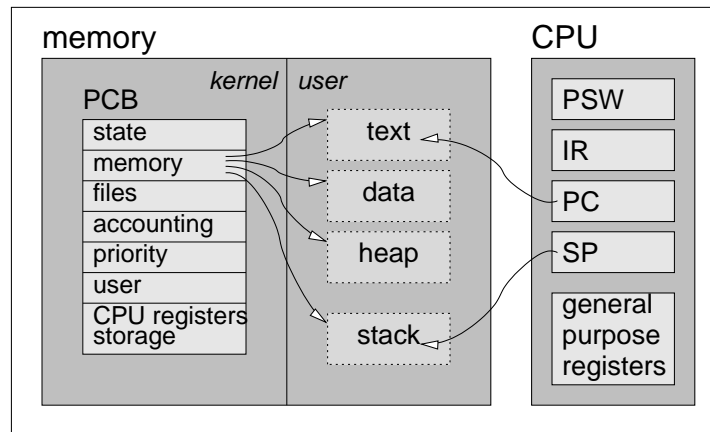 memory
CPU
kernel
user
PCB
state
memory
files
accounting
priority
user
CPU registers
storage
text
data
heap
stack
PSW
IR
PC
SP
general
purpose
registers